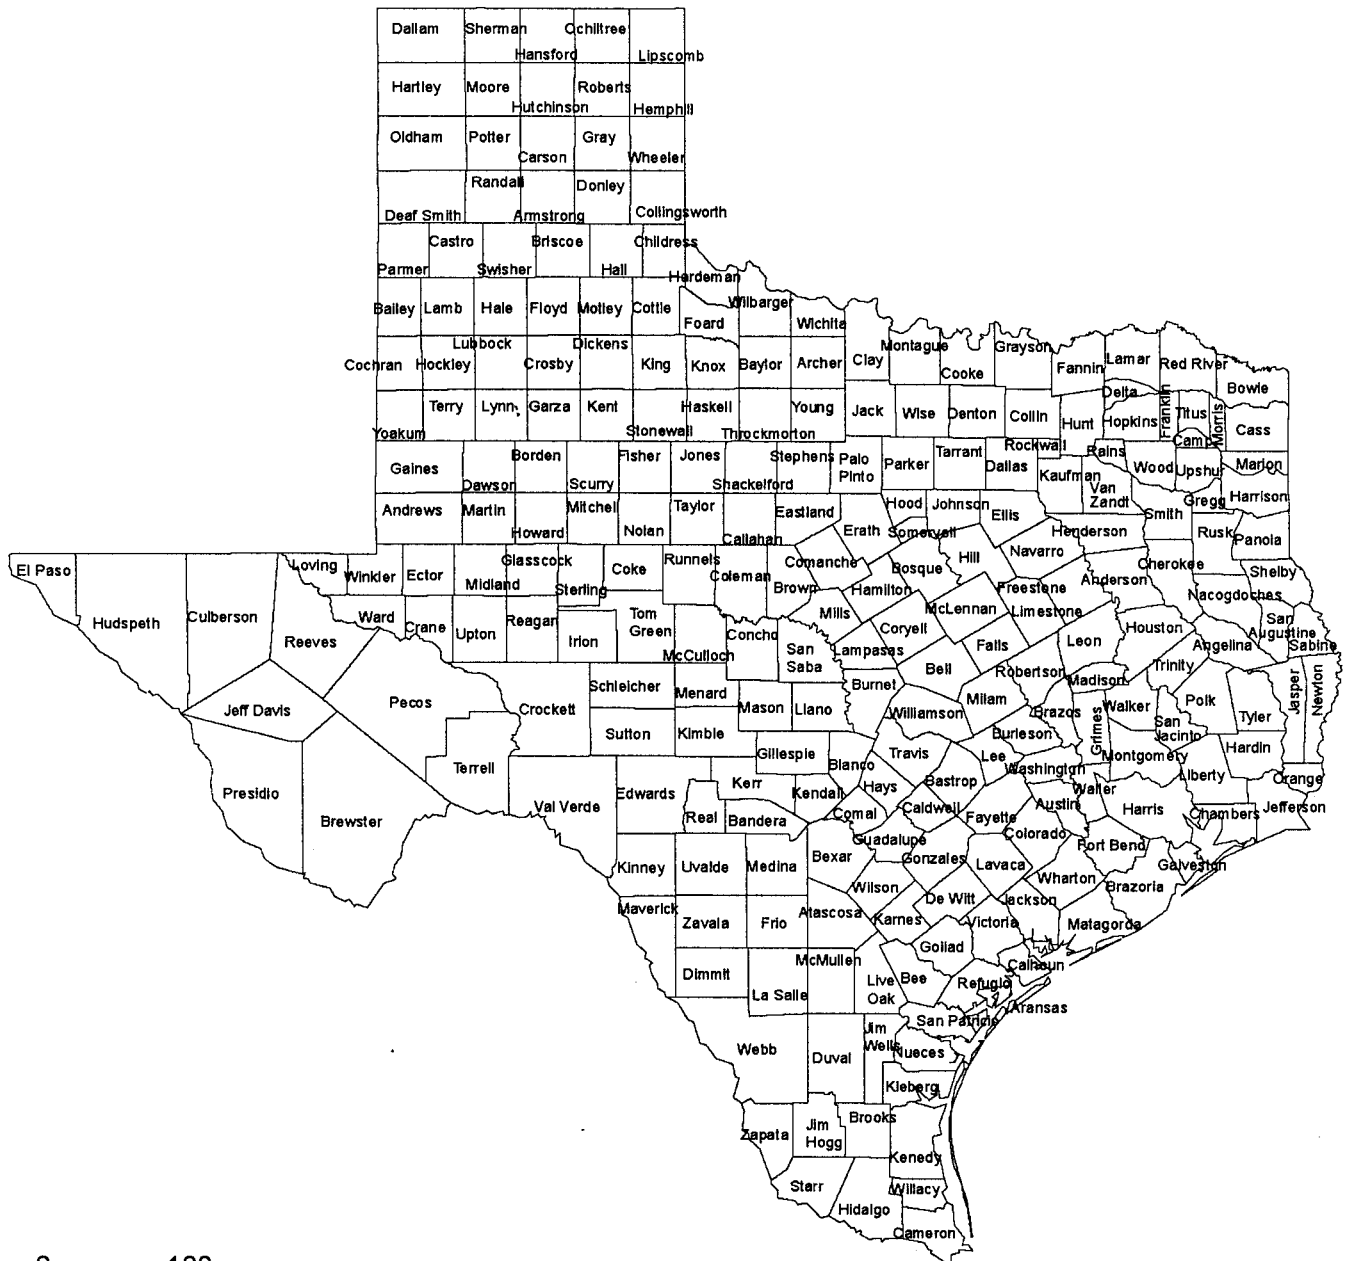 Dallam Sherman Ochiltree
Hansford Lipscomb
Hartley Moore Roberts
Hutchinson Hemphill
Oldham Potter Gray
Carson Wheeler
Randall Donley
Deaf Smith Armstrong Collingsworth
Castro Briscoe Childress
Parmer Swisher Hall
Hardeman
Bailey Lamb Hale Floyd Motley Cottle Wilbarger
Foard Wichita
Lubbock Dickens Montague Grayson
Cochran Hockley Crosby King Knox Baylor Archer Clay Cooke Fannin Lamar Red River
Delta Bowie
Terry Lynn Garza Kent Haskell Young Jack Wise Denton Collin Hunt Hopkins Franklin Titus Morris Cass
Yoakum Stonewall Throckmorton Rockwall Camp
Borden Fisher Jones Stephens Palo
Pinto Parker Tarrant Dallas Rains
Gaines Dawson Scurry Shackelford Kaufman Van
Zandt Wood Upshur Marion
Andrews Martin Mitchell Taylor Eastland Hood Johnson Ellis Smith Gregg Harrison
Howard Nolan Callahan Erath Somervell Henderson Rusk Panola
Loving Glasscock Runnels Comanche Bosque Hill Navarro Cherokee Shelby
El Paso Winkler Ector Midland Sterling Coke Coleman Brown Hamilton Freestone Anderson Nacogdoches
Hudspeth Culberson Reeves Ward Crane Upton Reagan Irion Tom
Green Concho Mills McLennan Limestone Houston San
Augustine Sabine
McCulloch San
Saba Lampasas Coryell Falls Leon Angelina
Bell Robertson Madison Trinity
Jeff Davis Pecos Crockett Schleicher Menard Mason Llano Burnet Williamson Milam Brazos Grimes Walker San
Jacinto Polk Tyler Jasper Newton
Sutton Kimble Gillespie Blanco Travis Burleson Montgomery Hardin
Terrell Lee Washington Liberty
Presidio Brewster Val Verde Edwards Kerr Kendall Hays Bastrop Waller Orange
Real Bandera Comal Caldwell Fayette Austin Harris Chambers Jefferson
Guadalupe Colorado Fort Bend
Kinney Uvalde Medina Bexar Gonzales Lavaca Galveston
Wilson Wharton Brazoria
Maverick Zavala Frio Atascosa Karnes De Witt Jackson Matagorda
Victoria
Goliad
Dimmit McMullen Calhoun
La Salle Live
Oak Bee Refugio
Aransas
San Patricio
Webb Duval Jim
Wells Nueces
Kleberg
Zapata Jim
Hogg Brooks
Kenedy
Starr Willacy
Hidalgo
Cameron